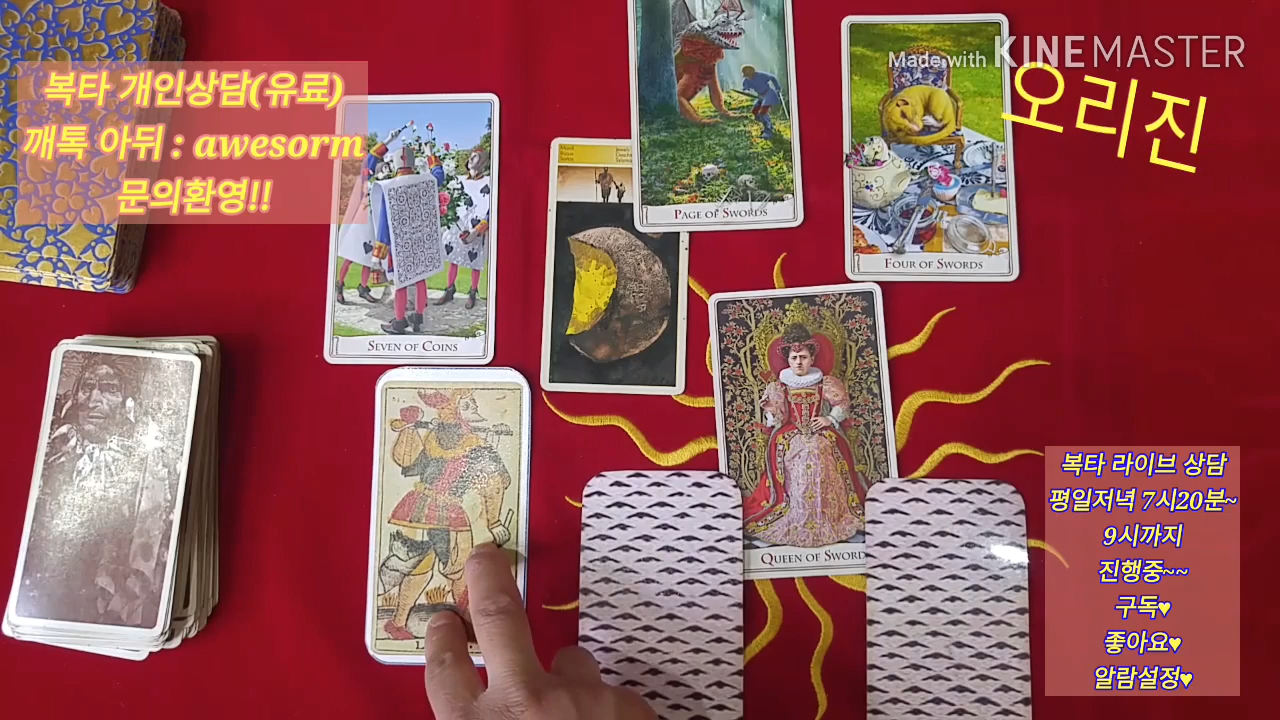 복타 개인상담(유료)
깨톡 아뒤 : awesorm
문의환영!!
Made with KINEMASTER
오리진
PAGE OF SWORDS
FOUR OF SWORDS
SEVEN OF COINS
QUEEN OF SWORD
복타 라이브 상담
평일저녁 7시20분~
9시까지
진행중~~
구독♥
좋아요♥
알람설정♥